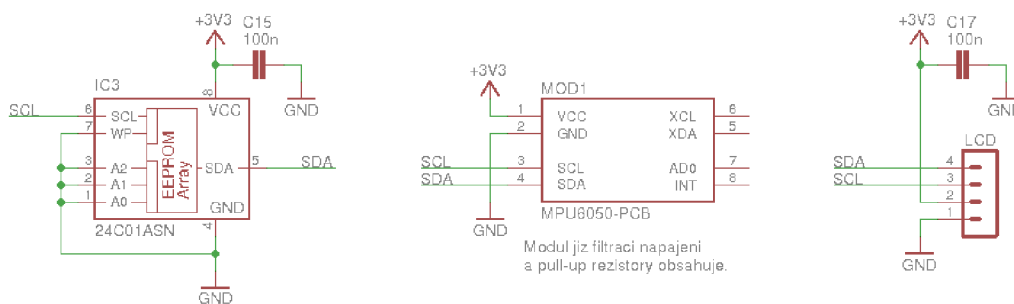 +3V3
C15
100n
GND
IC3
SCL
6
SCL
7
WP
3
A2
2
A1
1
A0
8
VCC
EEPROM
Array
SDA
5
SDA
GND
4
24C01ASN
GND
+3V3
MOD1
1
VCC
2
GND
SCL
3
SCL
SDA
4
SDA
XCL
6
XDA
5
AD0
7
INT
8
GND
MPU6050-PCB
Modul jiz filtraci napajeni
a pull-up rezistory obsahuje.
+3V3
C17
100n
GND
LCD
SDA
4
SCL
3
2
1
GND